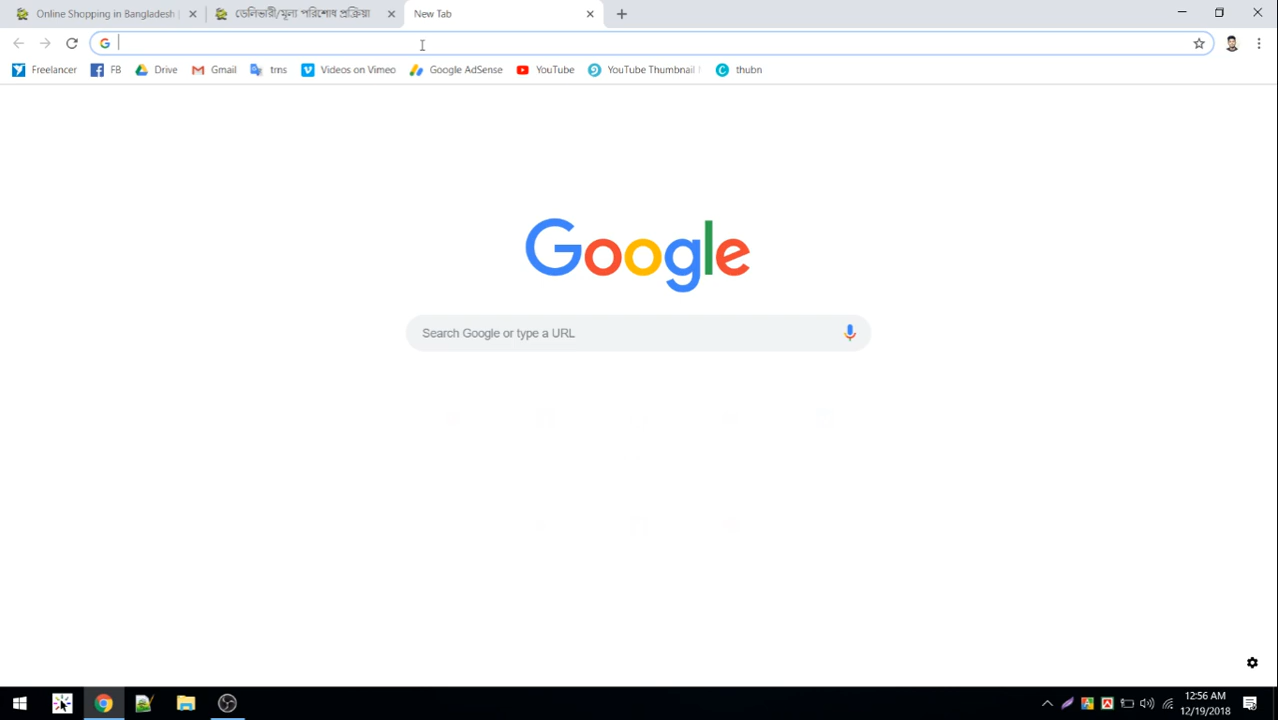 Online Shopping in Bangladesh |
ডেলিভারী/মূল্য পরিশোধ প্রক্রিয়া
New Tab
Freelancer
FB
Drive
Gmail
trns
Videos on Vimeo
Google AdSense
YouTube
YouTube Thumbnail
thubn
Google
Search Google or type a URL
12:56 AM
12/19/2018